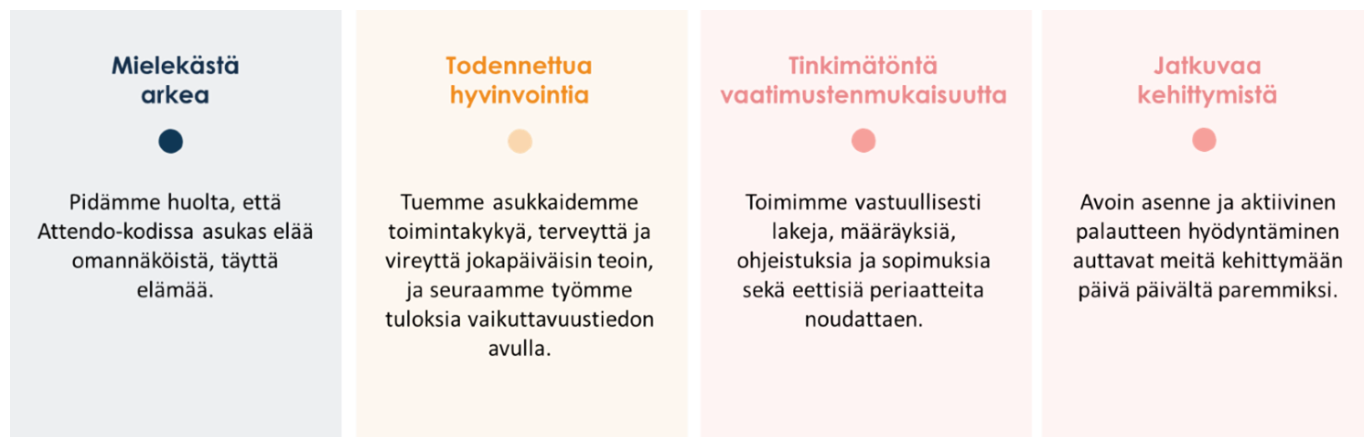 Mielekästä
arkea
Pidämme huolta, että
Attendo-kodissa asukas elää
omannäköistä, täyttä
elämää.
Todennettua
hyvinvointia
Tuemme asukkaidemme
toimintakykyä, terveyttä ja
vireyttä jokapäiväisin teoin,
ja seuraamme työmme
tuloksia vaikuttavuustiedon
avulla.
Tinkimätöntä
vaatimustenmukaisuutta
Toimimme vastuullisesti
lakeja, määräyksiä,
ohjeistuksia ja sopimuksia
sekä eettisiä periaatteita
noudattaen.
Jatkuvaa
kehittymistä
Avoin asenne ja aktiivinen
palautteen hyödyntäminen
auttavat meitä kehittymään
päivä päivältä paremmiksi.